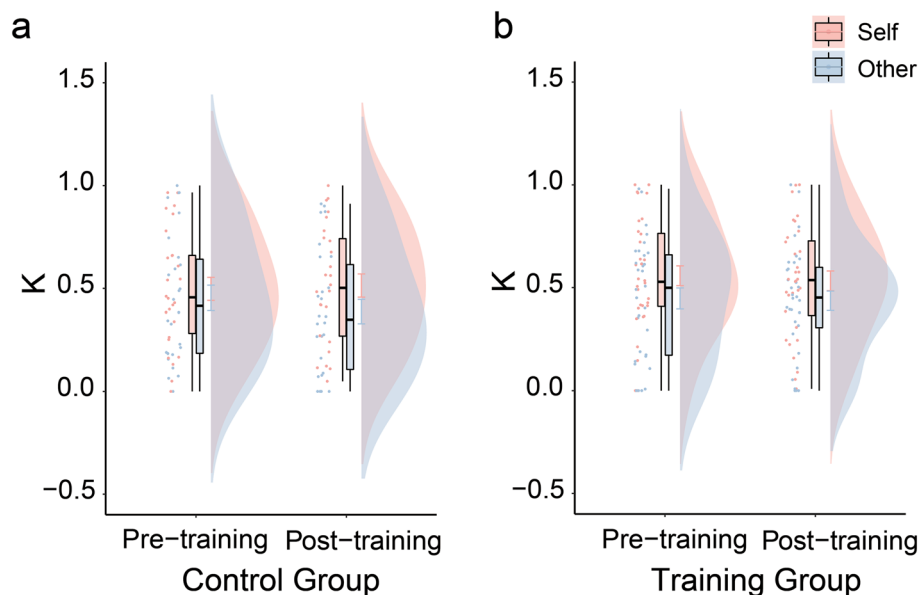 a
b
Self
Other
1.5
1.0
0.5
0.0
−0.5
K
Pre−training
Post−training
Control Group
1.5
1.0
0.5
0.0
−0.5
K
Pre−training
Post−training
Training Group